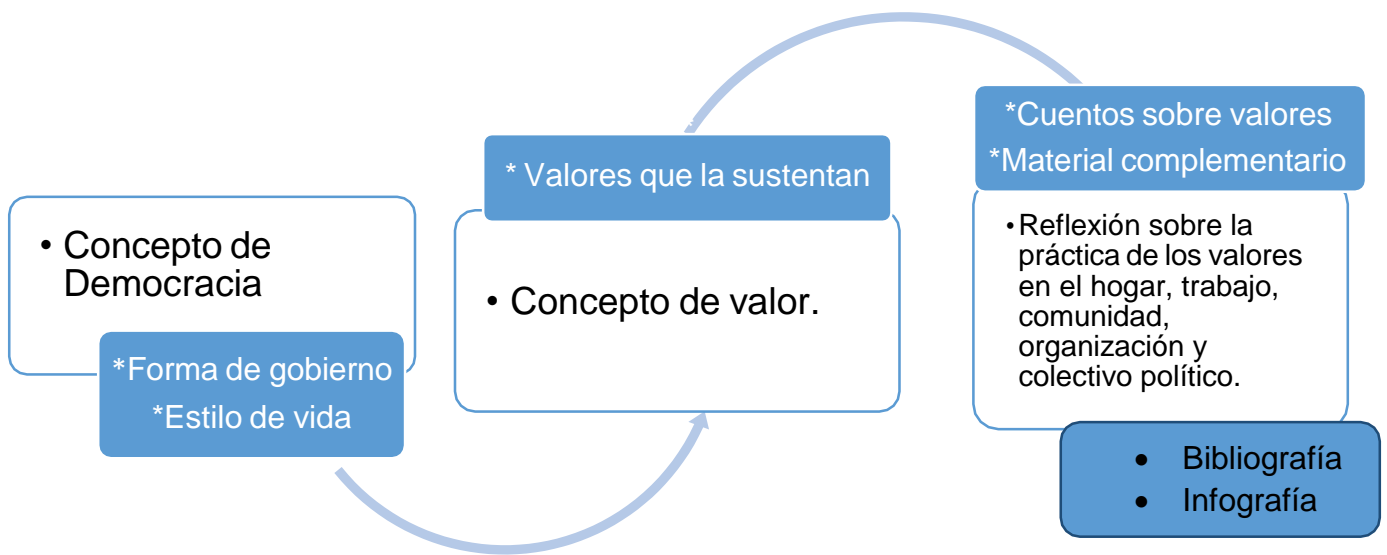 • Concepto de
Democracia
*Forma de gobierno
*Estilo de vida
* Valores que la sustentan
• Concepto de valor.
*Cuentos sobre valores
*Material complementario
• Reflexión sobre la
práctica de los valores
en el hogar, trabajo,
comunidad,
organización y
colectivo político.
• Bibliografía
• Infografía